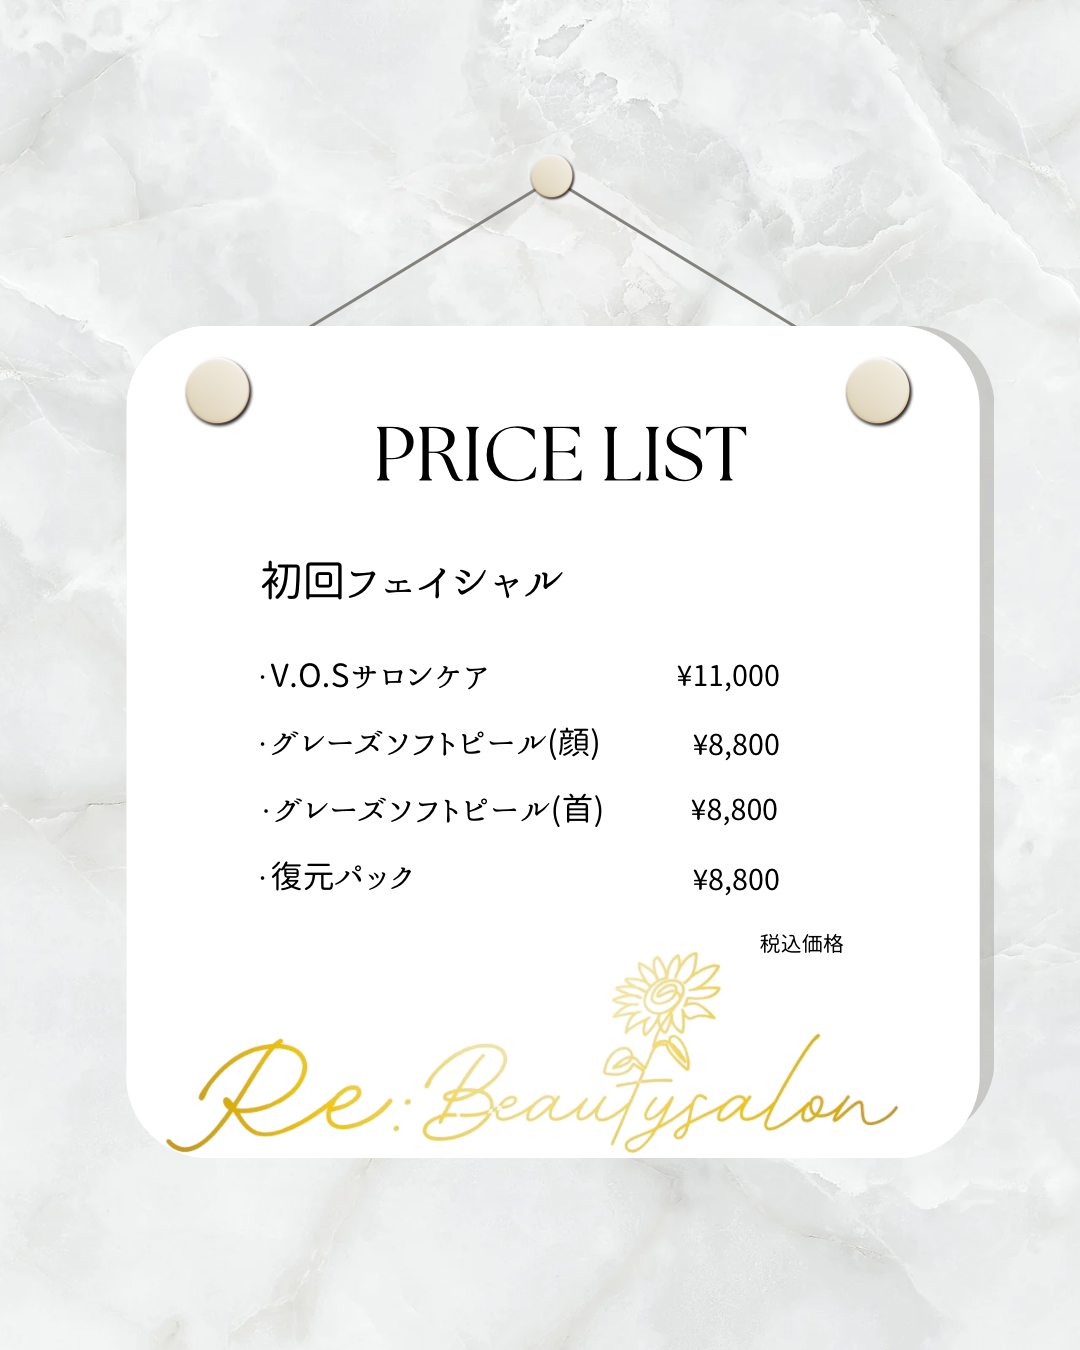 PRICE LIST
初回フェイシャル
・V.O.Sサロンケア ¥11,000
・グレーズソフトピール(顔) ¥8,800
・グレーズソフトピール(首) ¥8,800
・復元パック ¥8,800
税込価格
Re:Beautysalon